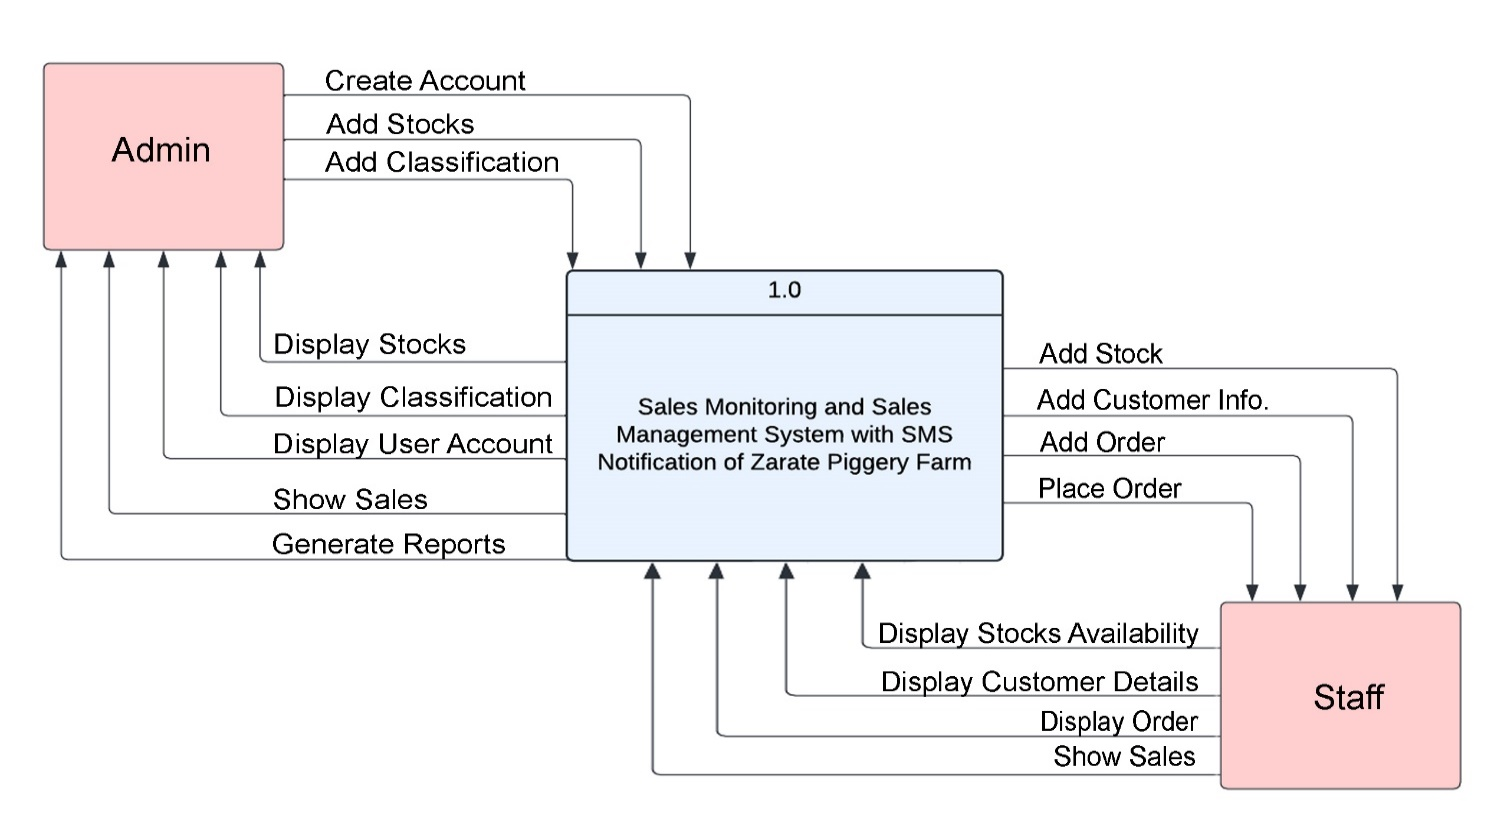 Create Account
Add Stocks
Add Classification
Admin
1.0
Display Stocks
Display Classification
Display User Account
Show Sales
Generate Reports
Sales Monitoring and Sales
Management System with SMS
Notification of Zarate Piggery Farm
Add Stock
Add Customer Info.
Add Order
Place Order
Display Stocks Availability
Display Customer Details
Display Order
Show Sales
Staff